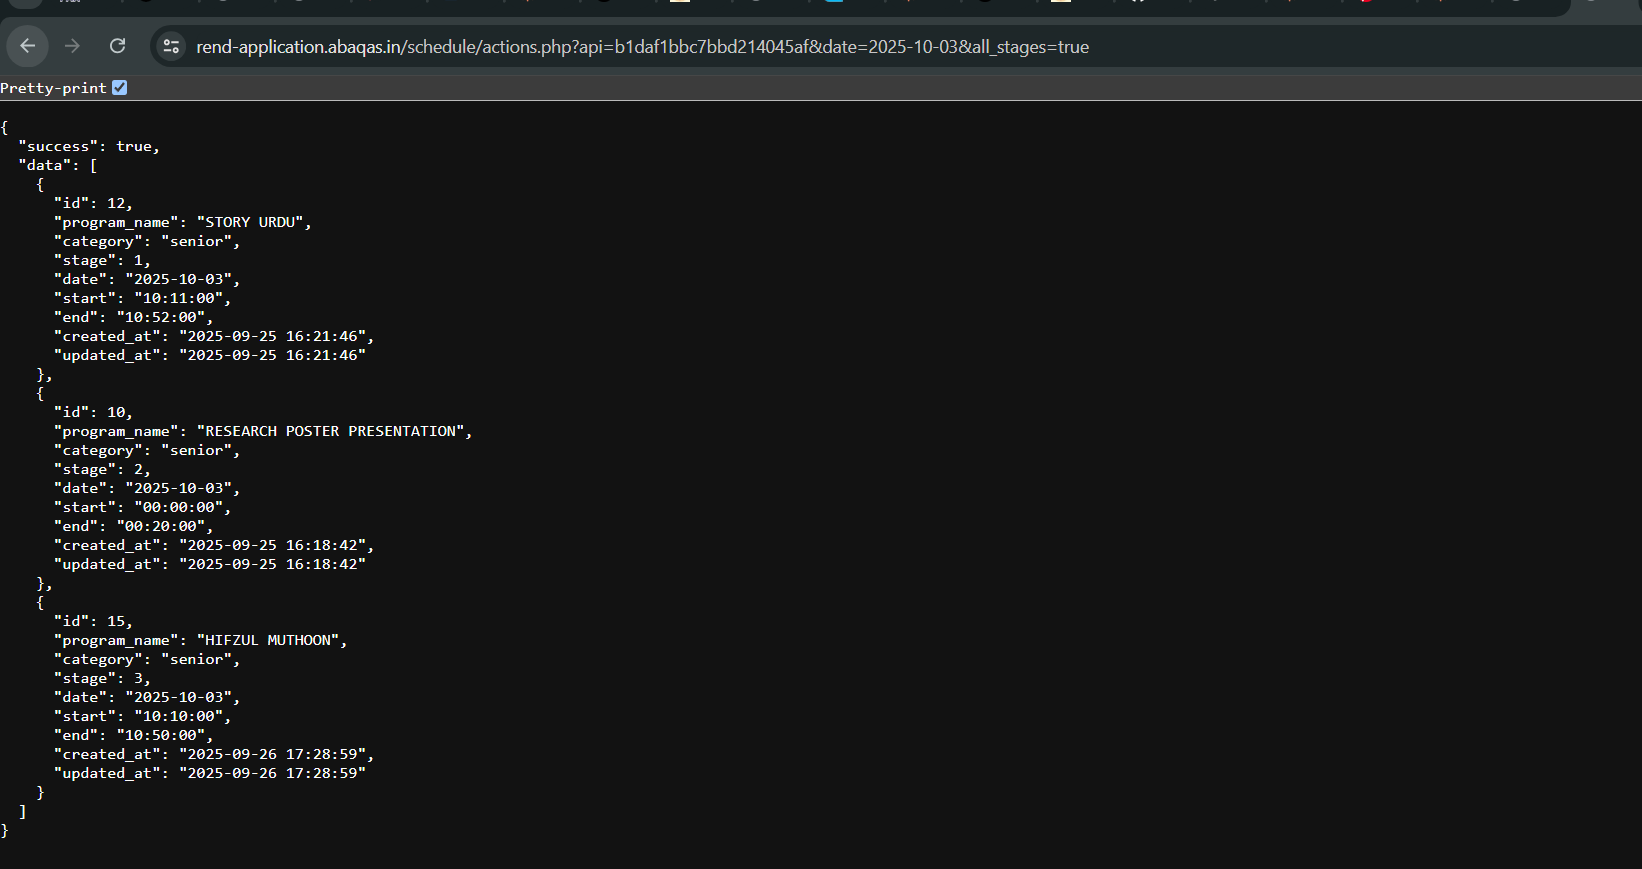 rend-application.abaqas.in/schedule/actions.php?api=b1daf1bbc7bbd214045af&date=2025-10-03&all_stages=true
Pretty-print
{
  "success": true,
  "data": [
    {
      "id": 12,
      "program_name": "STORY URDU",
      "category": "senior",
      "stage": 1,
      "date": "2025-10-03",
      "start": "10:11:00",
      "end": "10:52:00",
      "created_at": "2025-09-25 16:21:46",
      "updated_at": "2025-09-25 16:21:46"
    },
    {
      "id": 10,
      "program_name": "RESEARCH POSTER PRESENTATION",
      "category": "senior",
      "stage": 2,
      "date": "2025-10-03",
      "start": "00:00:00",
      "end": "00:20:00",
      "created_at": "2025-09-25 16:18:42",
      "updated_at": "2025-09-25 16:18:42"
    },
    {
      "id": 15,
      "program_name": "HIFZUL MUTHOON",
      "category": "senior",
      "stage": 3,
      "date": "2025-10-03",
      "start": "10:10:00",
      "end": "10:50:00",
      "created_at": "2025-09-26 17:28:59",
      "updated_at": "2025-09-26 17:28:59"
    }
  ]
}